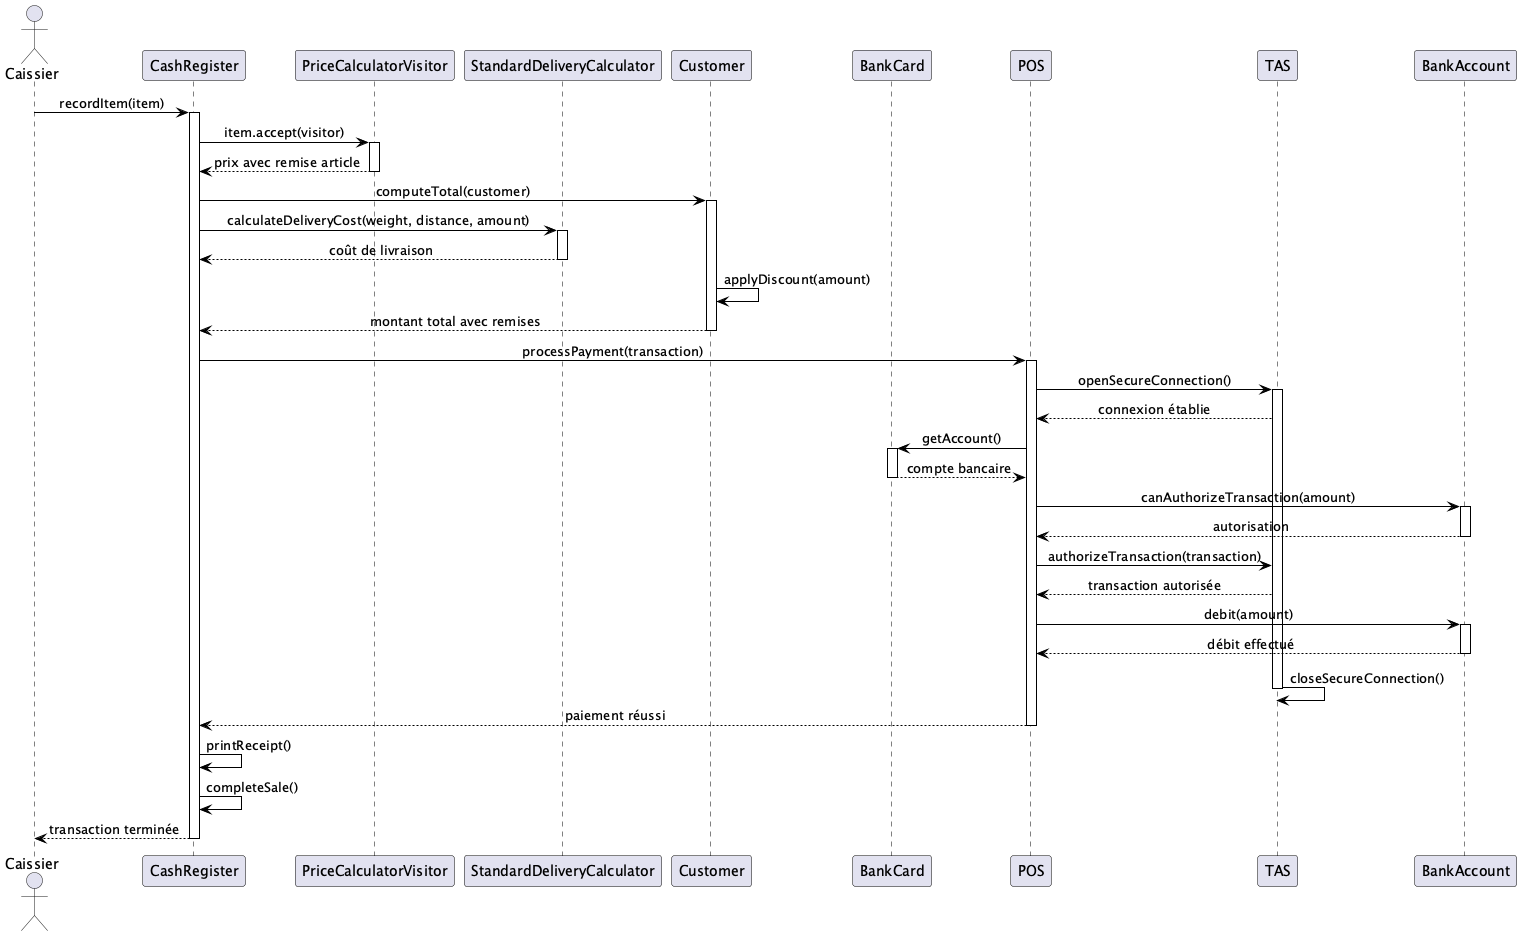 Caissier
CashRegister
PriceCalculatorVisitor
StandardDeliveryCalculator
Customer
BankCard
POS
TAS
BankAccount
recordItem(item)
item.accept(visitor)
prix avec remise article
computeTotal(customer)
calculateDeliveryCost(weight, distance, amount)
coût de livraison
applyDiscount(amount)
montant total avec remises
processPayment(transaction)
openSecureConnection()
connexion établie
getAccount()
compte bancaire
canAuthorizeTransaction(amount)
autorisation
authorizeTransaction(transaction)
transaction autorisée
debit(amount)
débit effectué
closeSecureConnection()
paiement réussi
printReceipt()
completeSale()
transaction terminée
Caissier
CashRegister
PriceCalculatorVisitor
StandardDeliveryCalculator
Customer
BankCard
POS
TAS
BankAccount